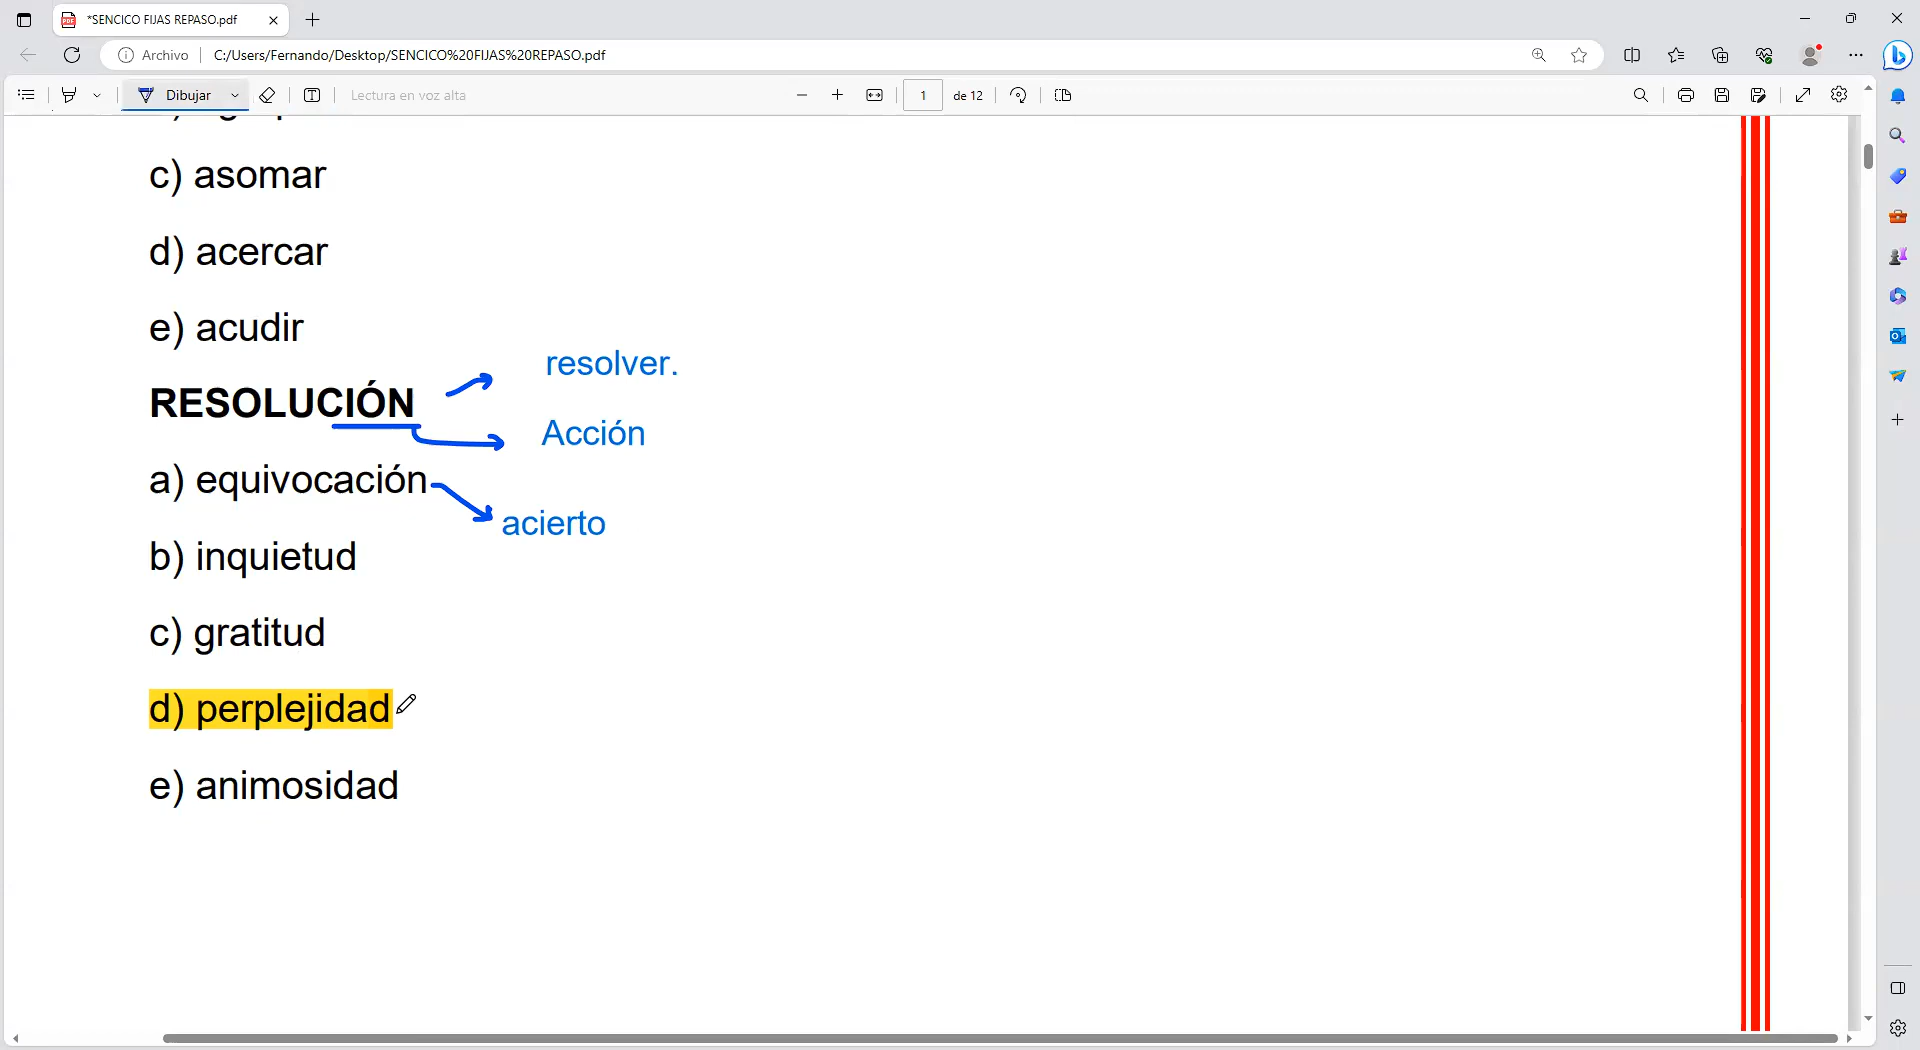 *SENCICO FIJAS REPASO.pdf
Archivo
C:/Users/Fernando/Desktop/SENCICO%20FIJAS%20REPASO.pdf
Dibujar
Lectura en voz alta
1
de 12
c) asomar
d) acercar
e) acudir
resolver.
RESOLUCIÓN
Acción
a) equivocación
acierto
b) inquietud
c) gratitud
d) perplejidad
e) animosidad